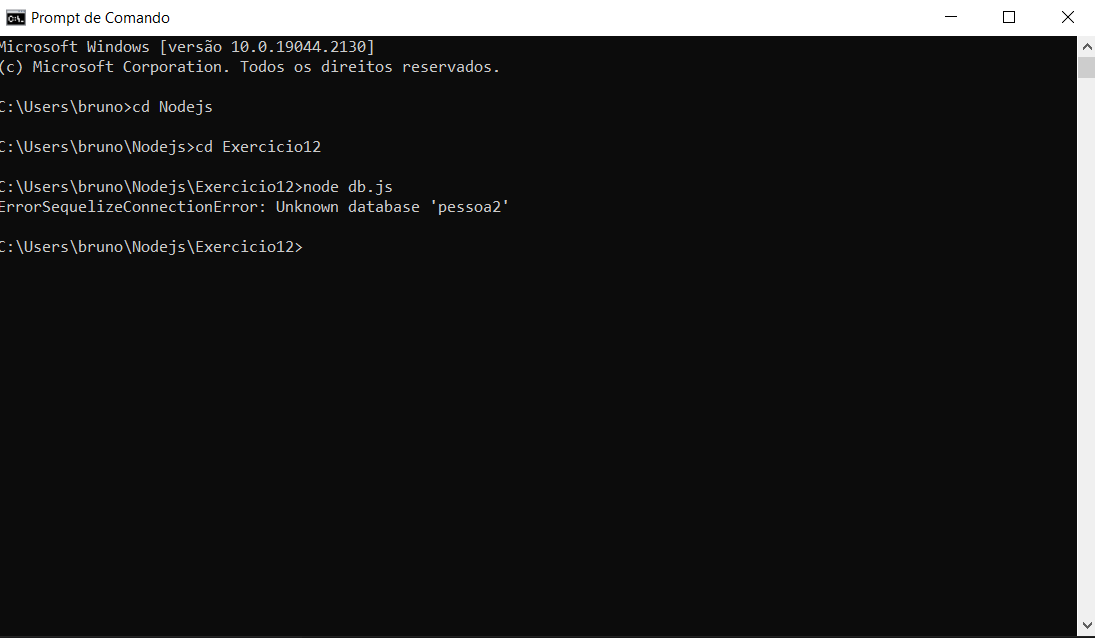 Prompt de Comando
Microsoft Windows [versão 10.0.19044.2130]
(c) Microsoft Corporation. Todos os direitos reservados.
C:\Users\bruno>cd Nodejs
C:\Users\bruno\Nodejs>cd Exercicio12
C:\Users\bruno\Nodejs\Exercicio12>node db.js
ErrorSequelizeConnectionError: Unknown database 'pessoa2'
C:\Users\bruno\Nodejs\Exercicio12>